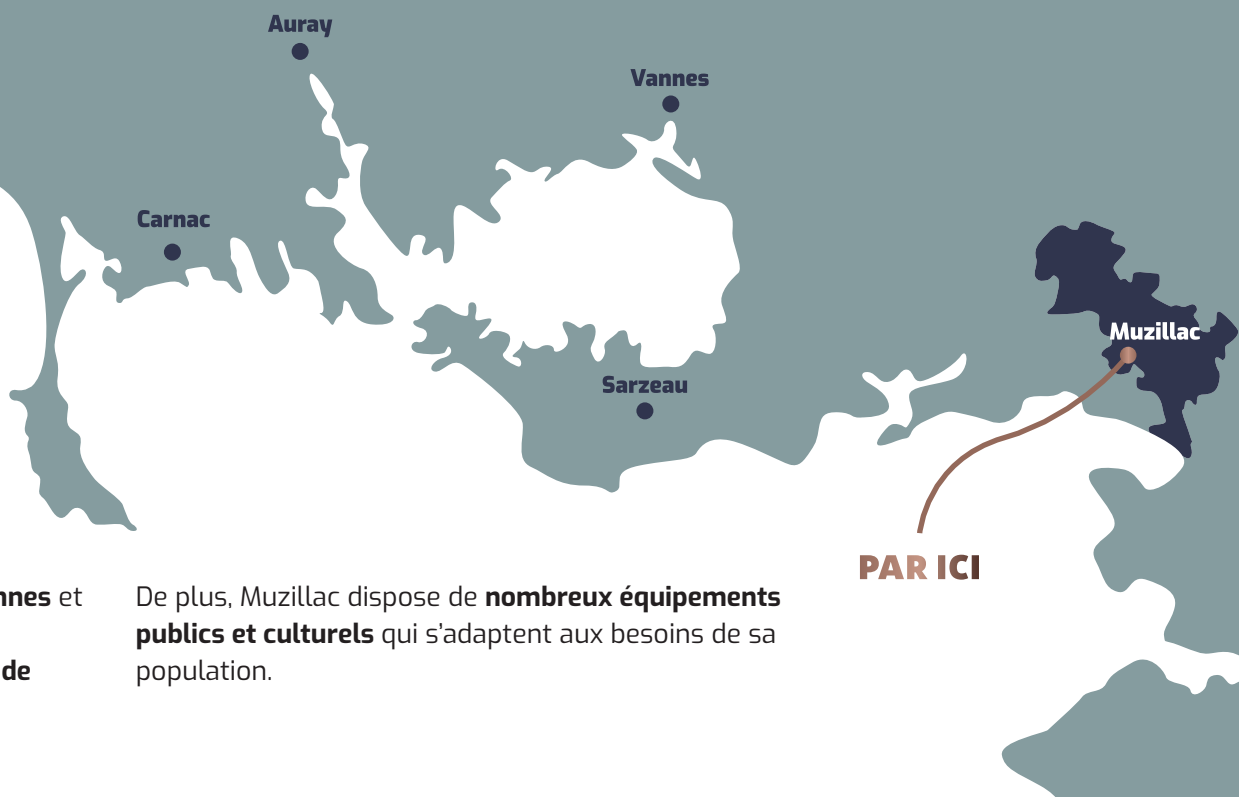 Auray
Vannes
Carnac
Muzillac
Sarzeau
PAR ICI
et
de
De plus, Muzillac dispose de nombreux équipements
publics et culturels qui s’adaptent aux besoins de sa
population.